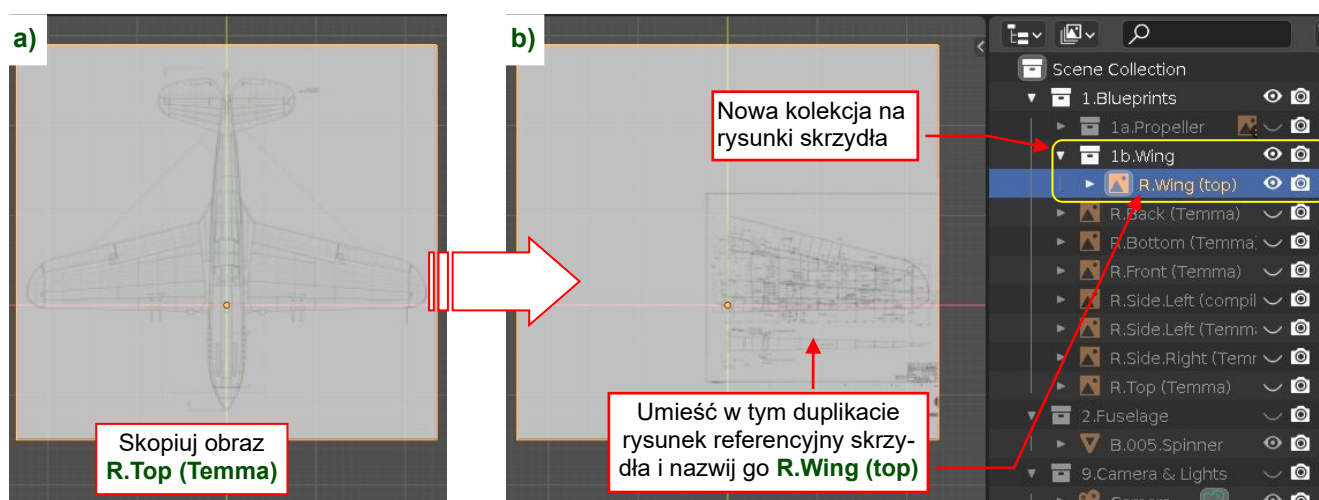 a)
b)
Scene Collection
Nowa kolekcja na
rysunki skrzydła
1.Blueprints
1a.Propeller
1b.Wing
R.Wing (top)
R.Back (Temma)
R.Bottom (Temma
R.Front (Temma)
R.Side.Left (compil
R.Side.Left (Temm
R.Side.Right (Temr
R.Top (Temma)
2.Fuselage
B.005.Spinner
9.Camera & Lights
Camera
Skopiuj obraz
R.Top (Temma)
Umieść w tym duplikacie
rysunek referencyjny skrzy-
dła i nazwij go R.Wing (top)